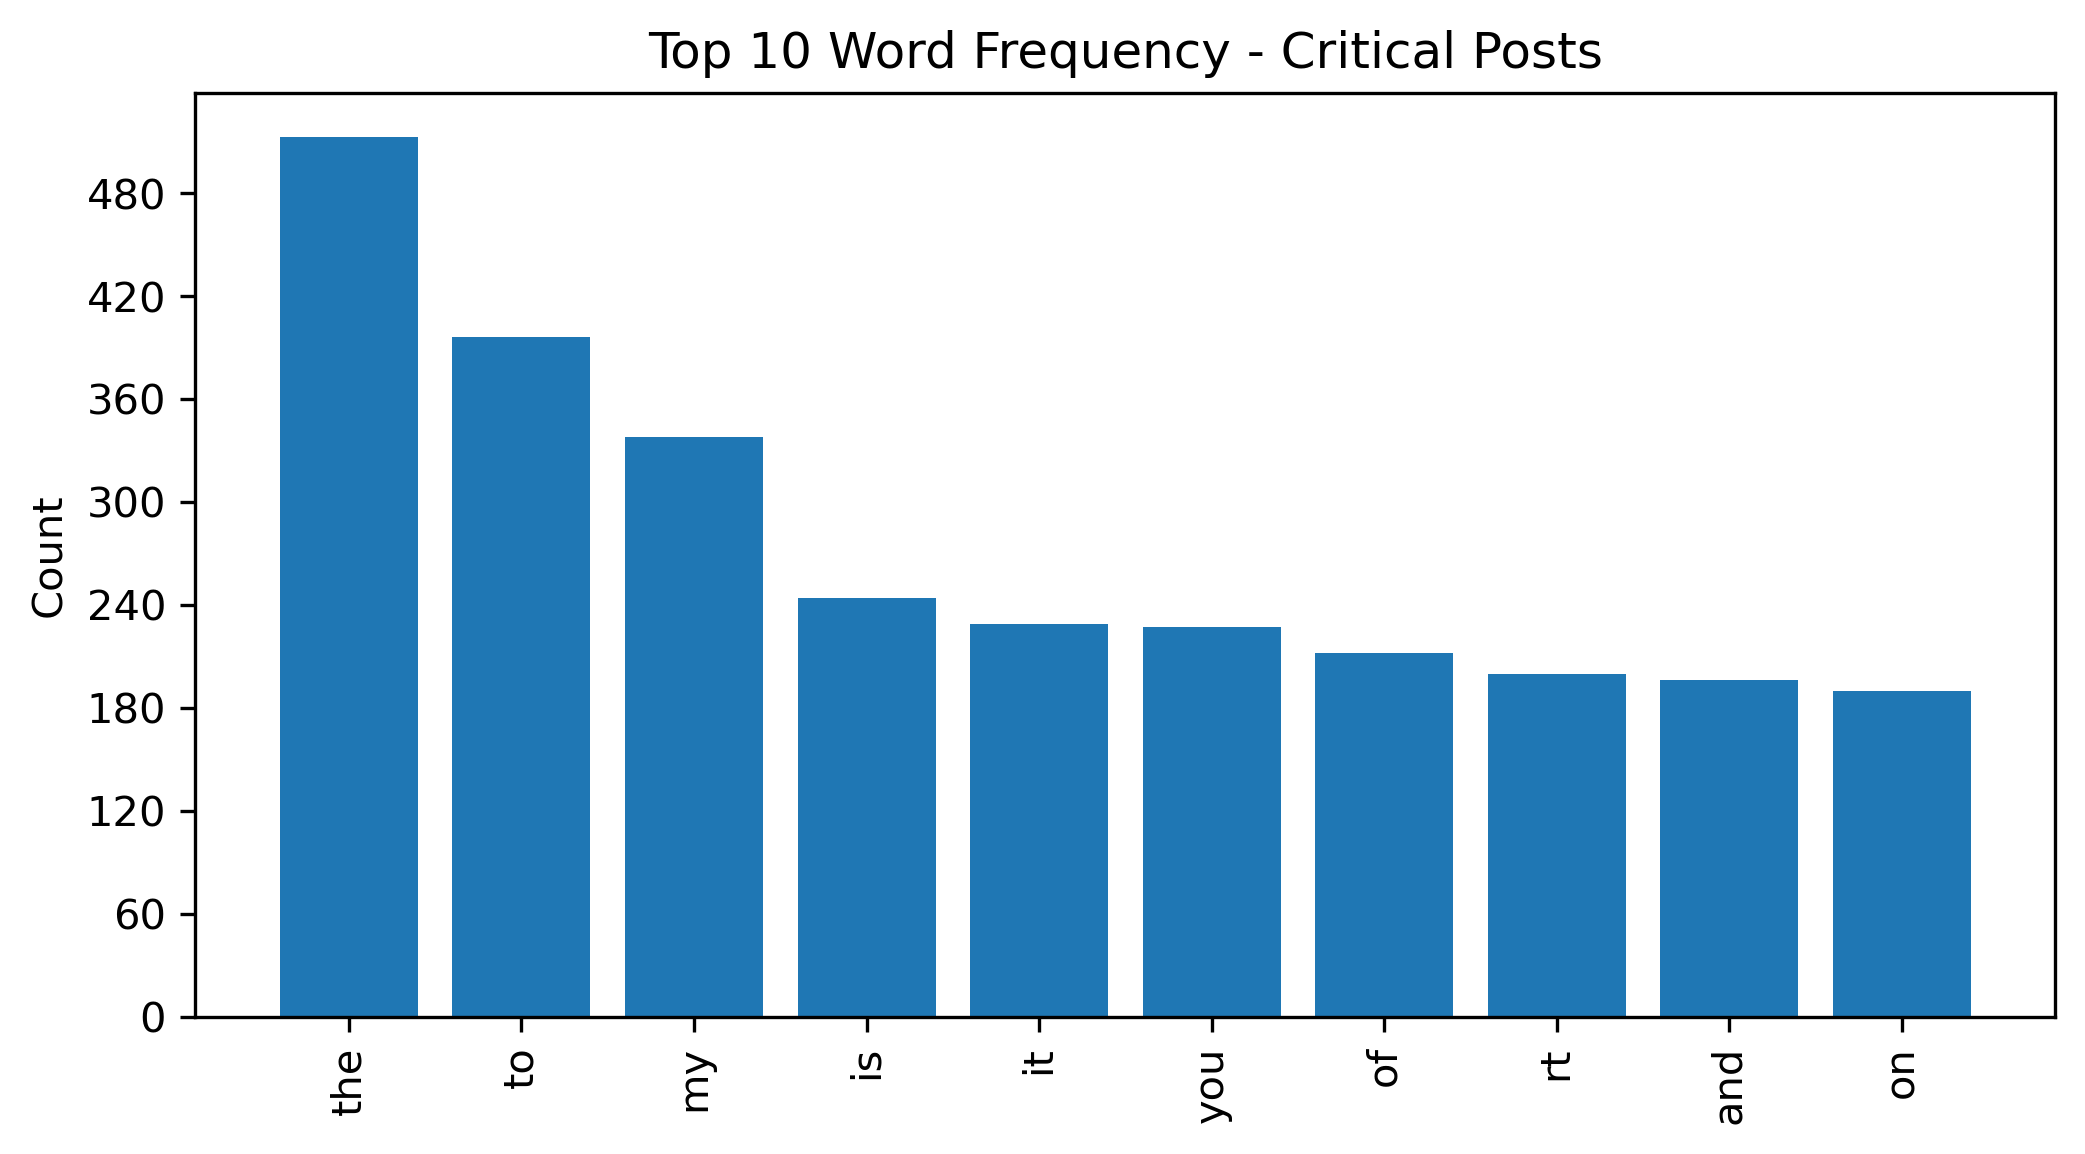 Top 10 Word Frequency - Critical Posts
Count
480
420
360
300
240
180
120
60
0
the
to
my
is
it
you
of
rt
and
on